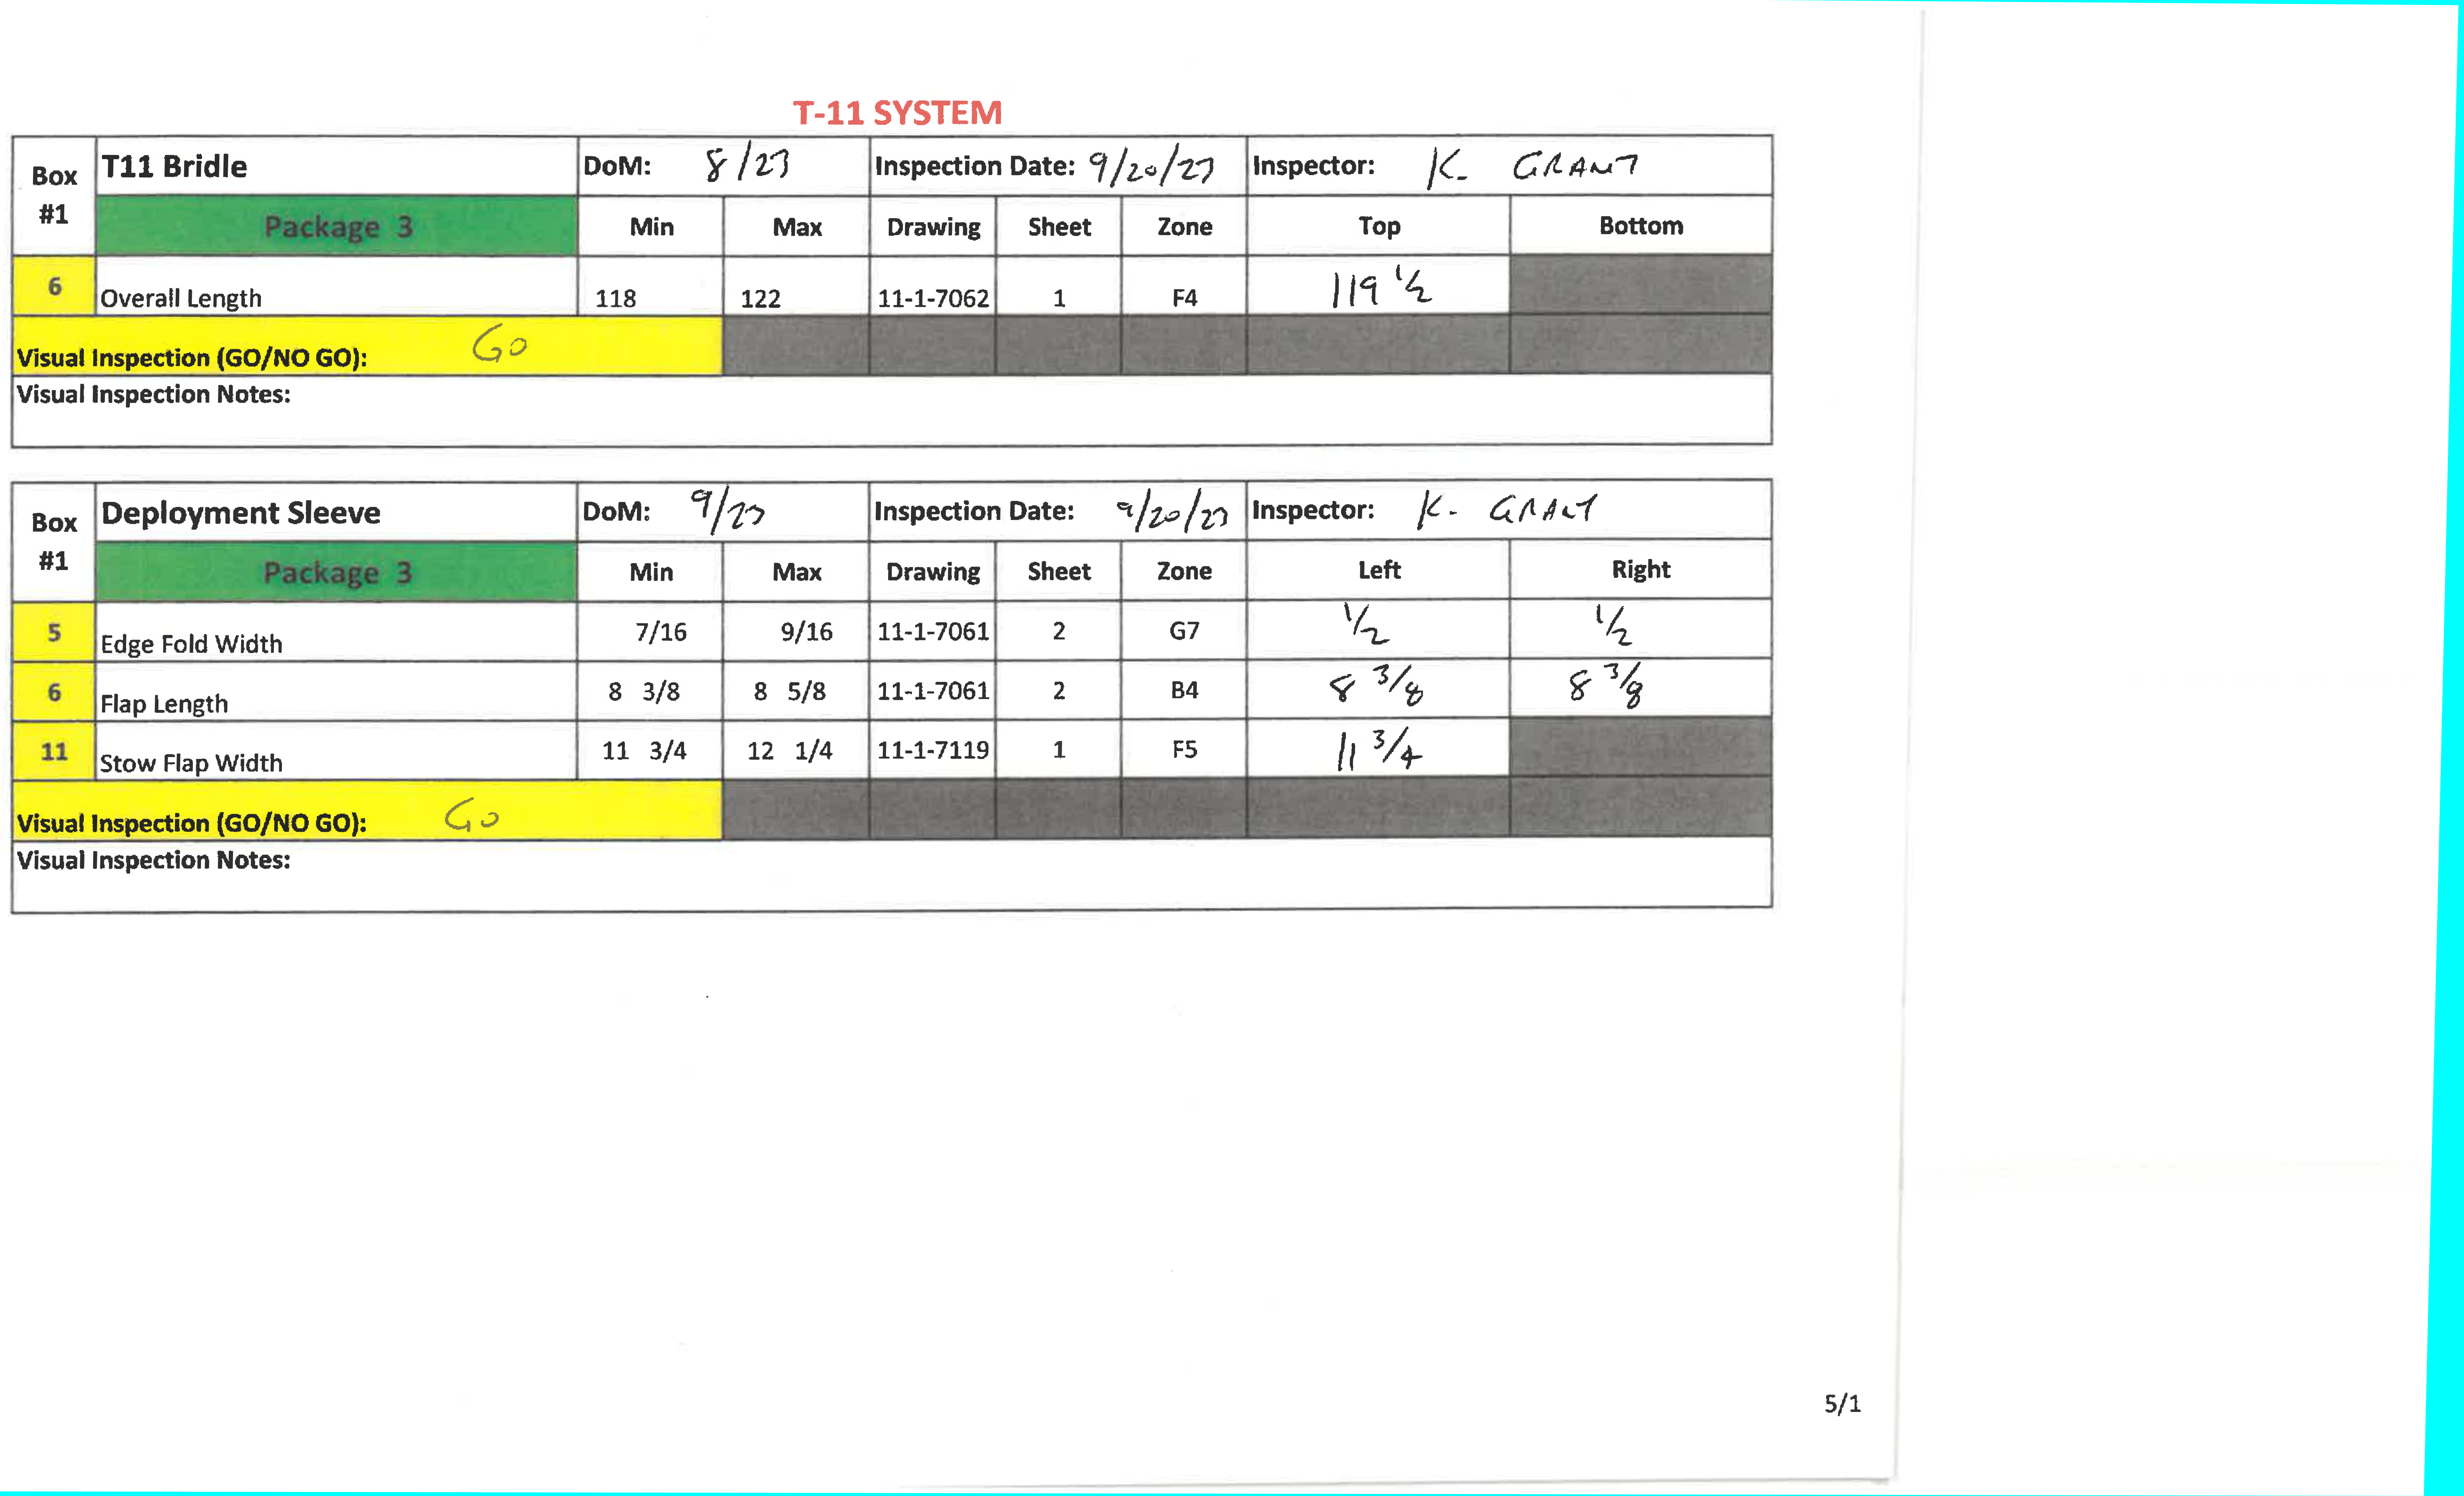 T-11 SYSTEM
Box #1 T11 Bridle DoM: 8/23 Inspection Date: 9/20/23 Inspector: K. GRANT
Package 3 Min Max Drawing Sheet Zone Top Bottom
6 Overall Length 118 122 11-1-7062 1 F4 119 1/2
Visual Inspection (GO/NO GO): GO
Visual Inspection Notes:
Box #1 Deployment Sleeve DoM: 9/23 Inspection Date: 9/20/23 Inspector: K. GRANT
Package 3 Min Max Drawing Sheet Zone Left Right
5 Edge Fold Width 7/16 9/16 11-1-7061 2 G7 1/2 1/2
6 Flap Length 8 3/8 8 5/8 11-1-7061 2 B4 8 3/8 8 3/8
11 Stow Flap Width 11 3/4 12 1/4 11-1-7119 1 F5 11 3/4
Visual Inspection (GO/NO GO): GO
Visual Inspection Notes:
5/1